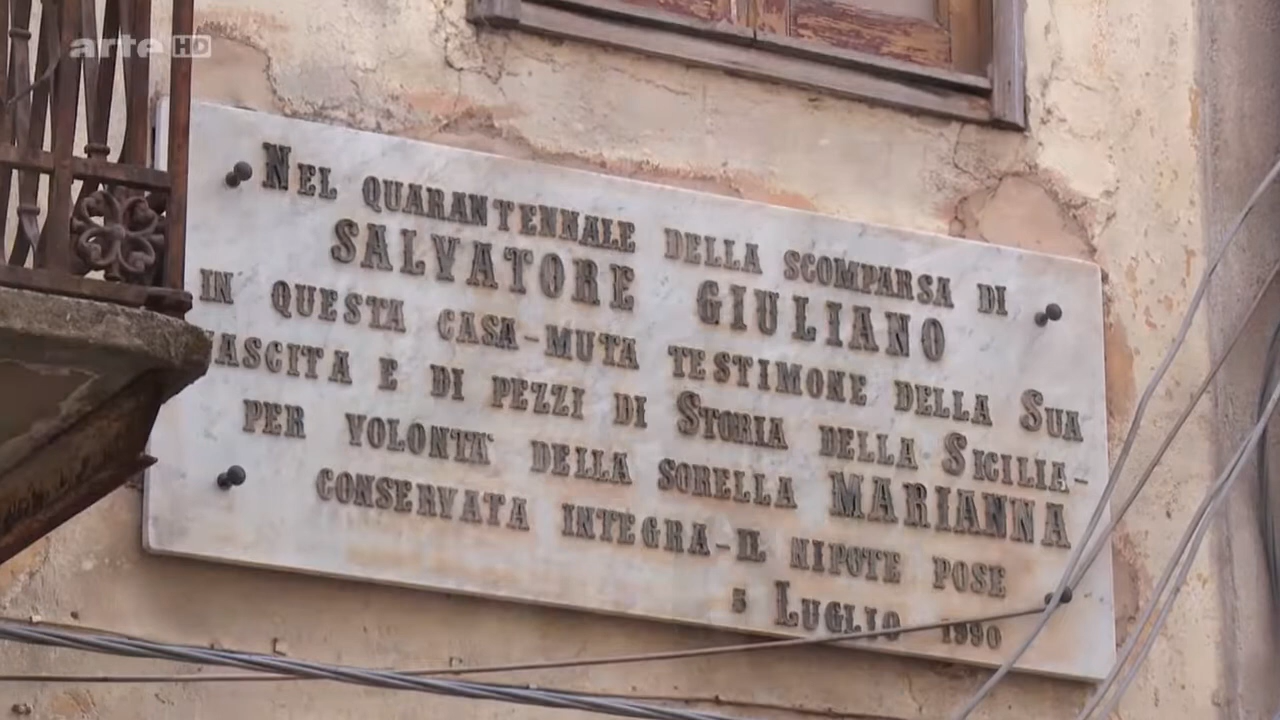 arte HD
NEL QUARANTENNALE DELLA SCOMPARSA DI
SALVATORE GIULIANO
IN QUESTA CASA-MUTA TESTIMONE DELLA SUA
NASCITA E DI PEZZI DI STORIA DELLA SICILIA-
PER VOLONTA' DELLA SORELLA MARIANNA
CONSERVATA INTEGRA-IL NIPOTE POSE
5 LUGLIO 1990